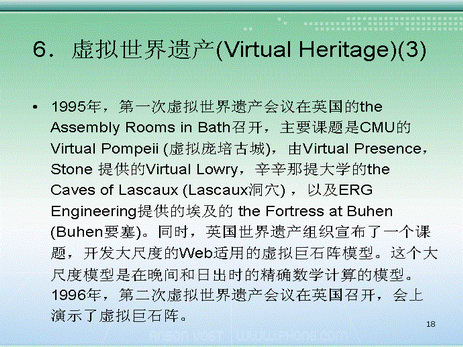 6．虚拟世界遗产(Virtual Heritage)(3)
• 1995年，第一次虚拟世界遗产会议在英国的the
Assembly Rooms in Bath召开，主要课题是CMU的
Virtual Pompeii (虚拟庞培古城)，由Virtual Presence，
Stone 提供的Virtual Lowry，辛辛那提大学的the
Caves of Lascaux (Lascaux洞穴) ，以及ERG
Engineering提供的埃及的 the Fortress at Buhen
(Buhen要塞)。同时，英国世界遗产组织宣布了一个课
题，开发大尺度的Web适用的虚拟巨石阵模型。这个大
尺度模型是在晚间和日出时的精确数学计算的模型。
1996年，第二次虚拟世界遗产会议在英国召开，会上
演示了虚拟巨石阵。
18